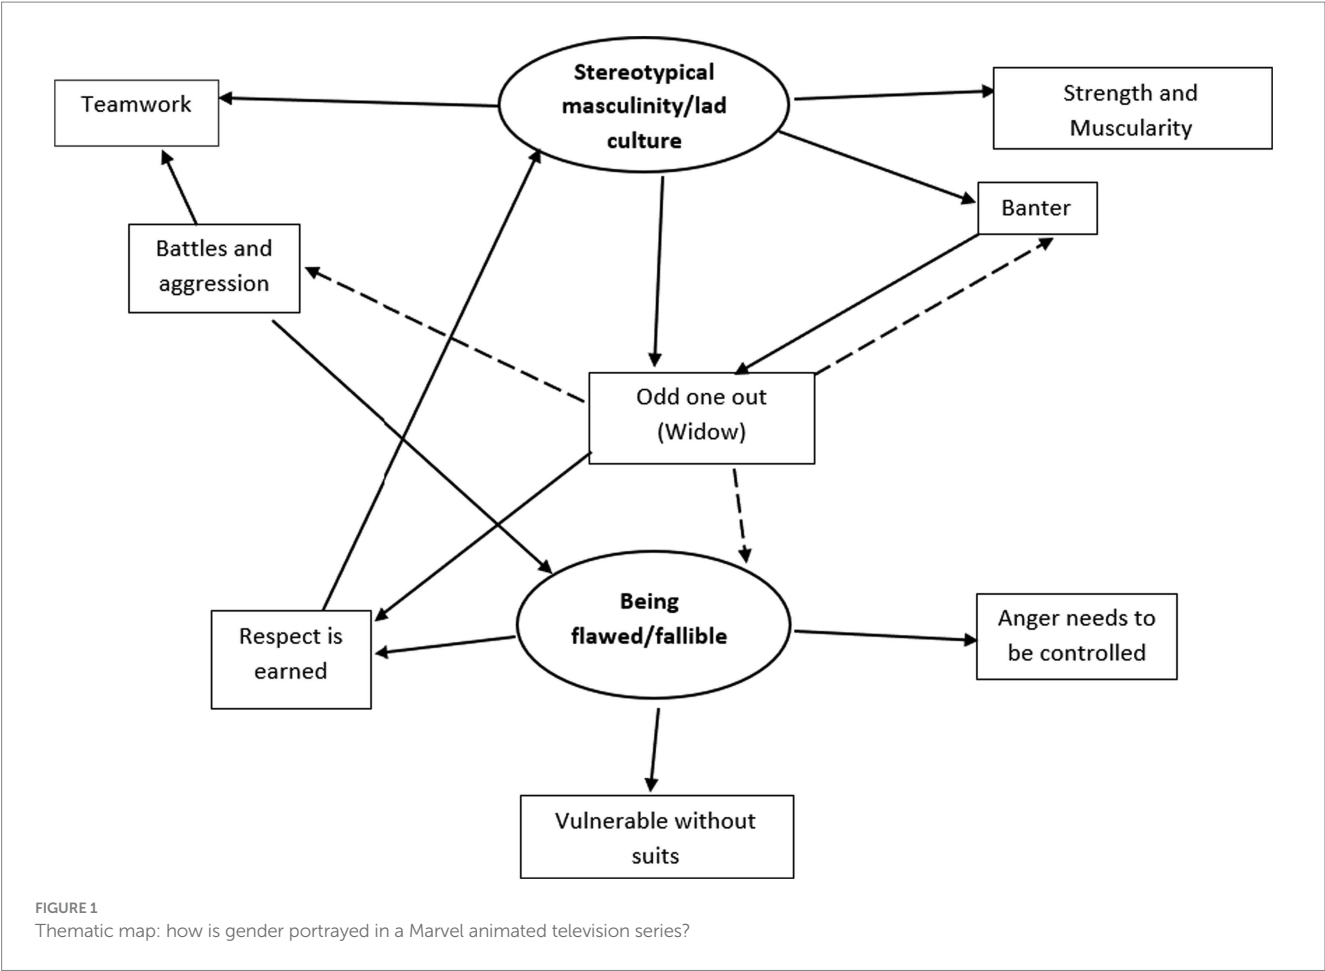 Stereotypical
masculinity/lad
culture
Teamwork
Strength and
Muscularity
Banter
Battles and
aggression
Odd one out
(Widow)
Being
flawed/fallible
Respect is
earned
Anger needs to
be controlled
Vulnerable without
suits
FIGURE 1
Thematic map: how is gender portrayed in a Marvel animated television series?